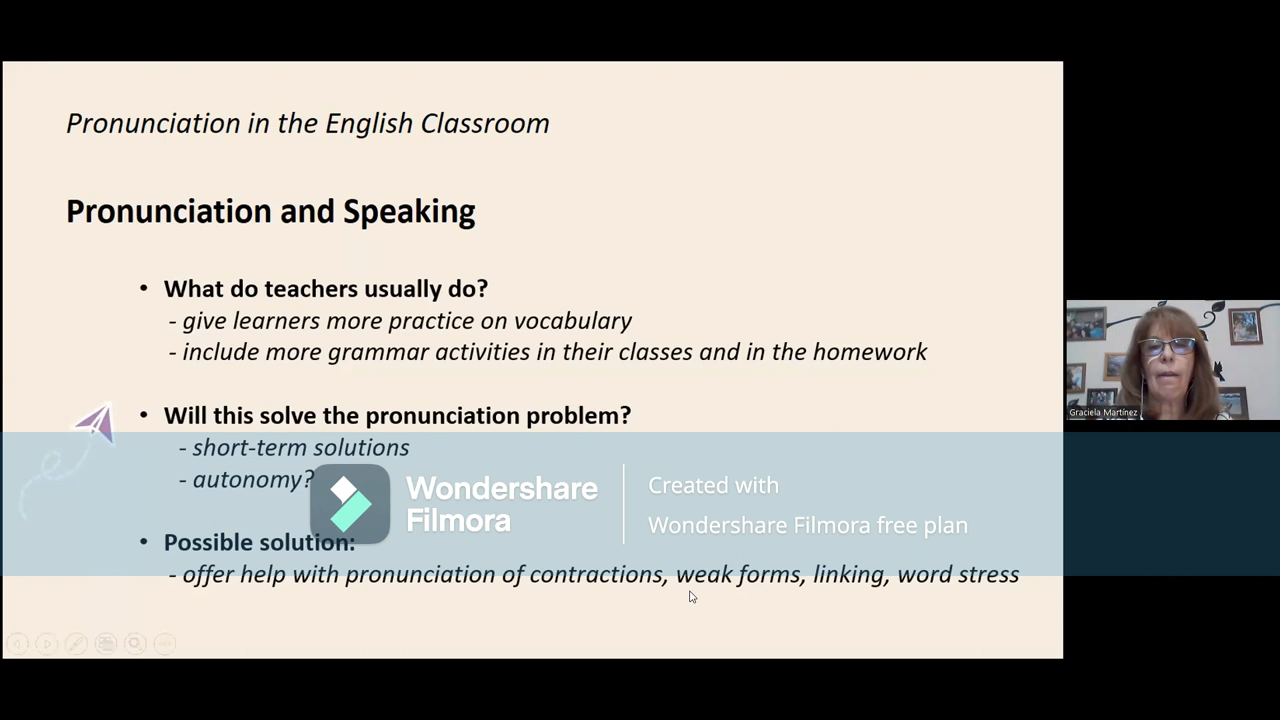 Pronunciation in the English Classroom
Pronunciation and Speaking
• What do teachers usually do?
- give learners more practice on vocabulary
- include more grammar activities in their classes and in the homework
• Will this solve the pronunciation problem?
- short-term solutions
- autonomy?
• Possible solution:
- offer help with pronunciation of contractions, weak forms, linking, word stress
Wondershare
Filmora
Created with
Wondershare Filmora free plan
Graciela Martínez